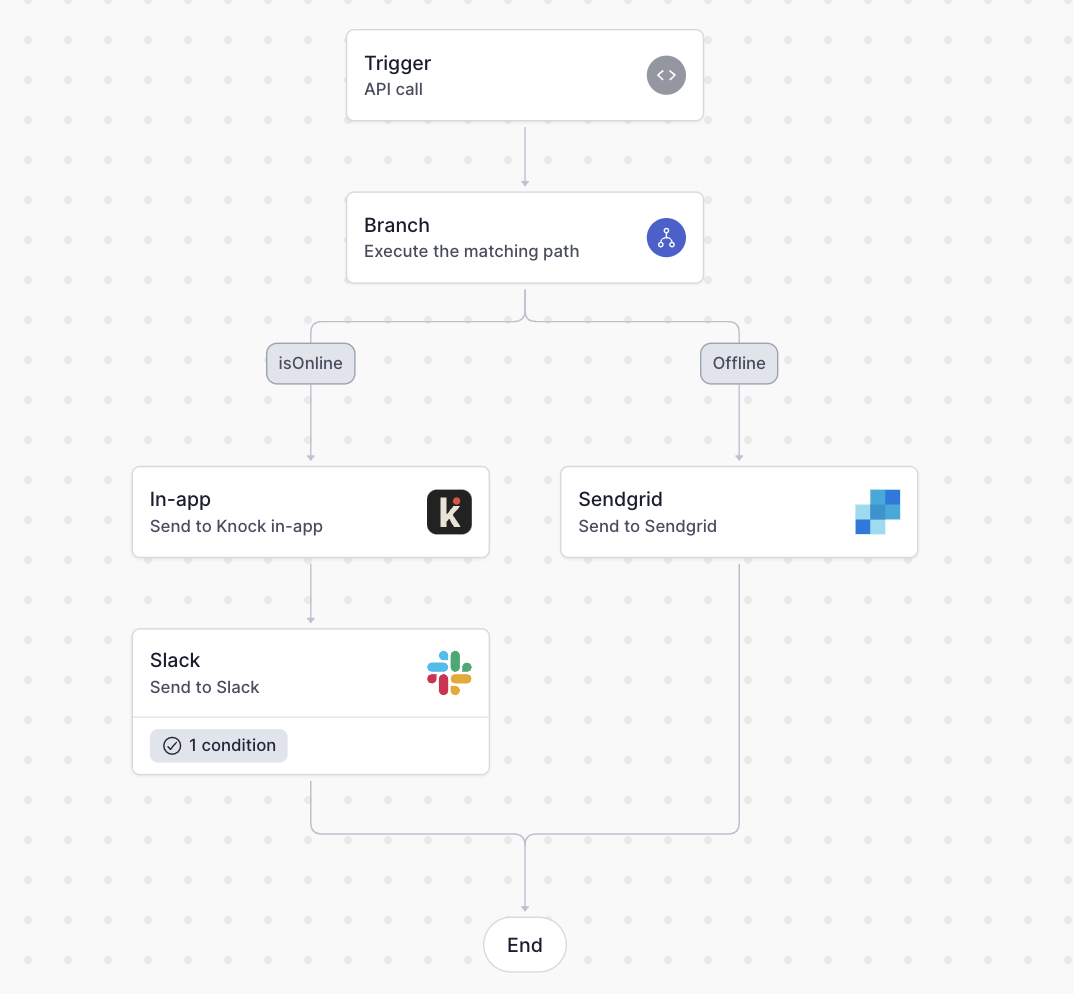 Trigger
API call
Branch
Execute the matching path
isOnline
Offline
In-app
Send to Knock in-app
k
Sendgrid
Send to Sendgrid
Slack
Send to Slack
1 condition
End